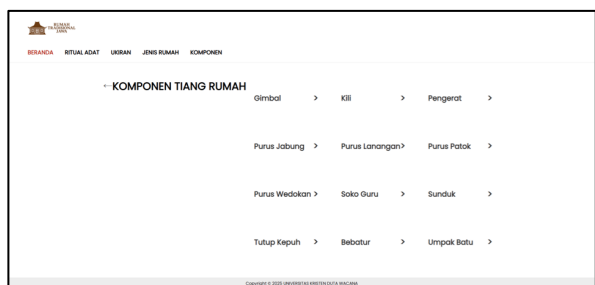 RUMAH
TRADISIONAL
JAWA
BERANDA RITUAL ADAT UKIRAN JENIS RUMAH KOMPONEN
←KOMPONEN TIANG RUMAH
Gimbal > Kili > Pengerat >
Purus Jabung > Purus Lanangan> Purus Patok >
Purus Wedokan > Soko Guru > Sunduk >
Tutup Kepuh > Bebatur > Umpak Batu >
Copyright © 2025 UNIVERSITAS KRISTEN DUTA WACANA